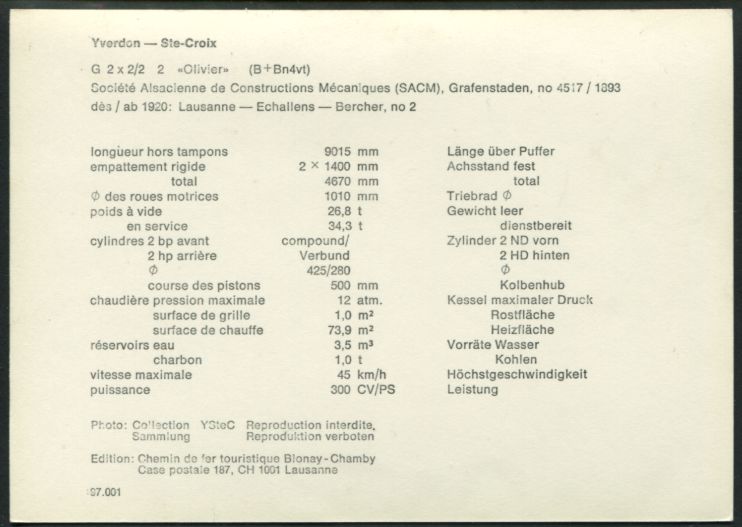 Yverdon — Ste-Croix
G 2 x 2/2 2 «Olivier» (B+Bn4vt)
Société Alsacienne de Constructions Mécaniques (SACM), Grafenstaden, no 4517 / 1893
dès / ab 1920: Lausanne — Echallens — Bercher, no 2
longueur hors tampons 9015 mm Länge über Puffer
empattement rigide 2 × 1400 mm Achsstand fest
total 4670 mm total
∅ des roues motrices 1010 mm Triebrad ∅
poids à vide 26,8 t Gewicht leer
en service 34,3 t dienstbereit
cylindres 2 bp avant compound/ Zylinder 2 ND vorn
2 hp arrière Verbund 2 HD hinten
∅ 425/280 ∅
course des pistons 500 mm Kolbenhub
chaudière pression maximale 12 atm. Kessel maximaler Druck
surface de grille 1,0 m² Rostfläche
surface de chauffe 73,9 m² Heizfläche
réservoirs eau 3,5 m³ Vorräte Wasser
charbon 1,0 t Kohlen
vitesse maximale 45 km/h Höchstgeschwindigkeit
puissance 300 CV/PS Leistung
Photo: Collection YSteC Reproduction interdite.
Sammlung Reproduktion verboten
Edition: Chemin de fer touristique Blonay-Chamby
Case postale 187, CH 1001 Lausanne
97.001